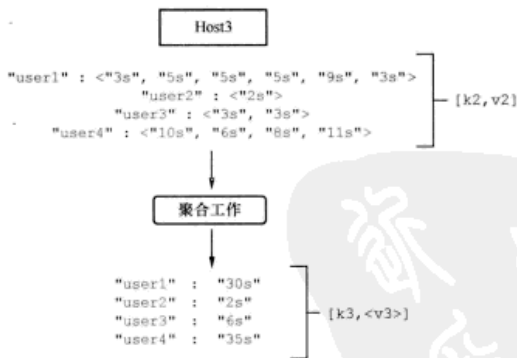 Host3
"user1" : <"3s", "5s", "5s", "5s", "9s", "3s">
"user2" : <"2s">
"user3" : <"3s", "3s">
"user4" : <"10s", "6s", "8s", "11s">
[k2,v2]
聚合工作
"user1" : "30s"
"user2" : "2s"
"user3" : "6s"
"user4" : "35s"
[k3,<v3>]